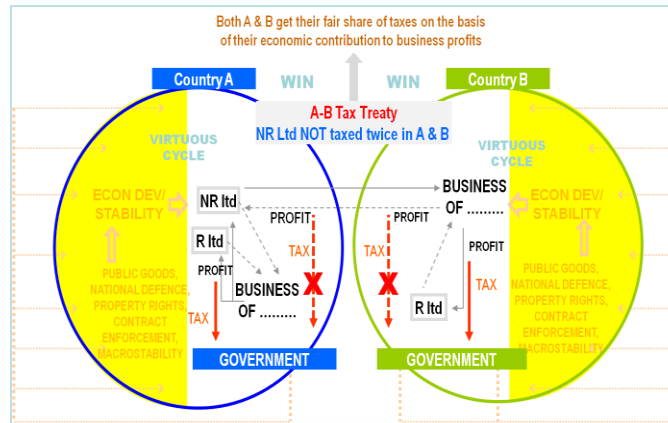 Both A & B get their fair share of taxes on the basis
of their economic contribution to business profits
Country A
WIN
WIN
Country B
A-B Tax Treaty
NR Ltd NOT taxed twice in A & B
VIRTUOUS
CYCLE
VIRTUOUS
CYCLE
ECON DEV/
STABILITY
NR ltd
R ltd
PROFIT
TAX
BUSINESS
OF .........
PROFIT
TAX
X
PUBLIC GOODS,
NATIONAL DEFENCE,
PROPERTY RIGHTS,
CONTRACT
ENFORCEMENT,
MACROSTABILITY
GOVERNMENT
BUSINESS
OF .........
PROFIT
TAX
X
R ltd
PROFIT
TAX
ECON DEV/
STABILITY
PUBLIC GOODS,
NATIONAL DEFENCE,
PROPERTY RIGHTS,
CONTRACT
ENFORCEMENT,
MACROSTABILITY
GOVERNMENT